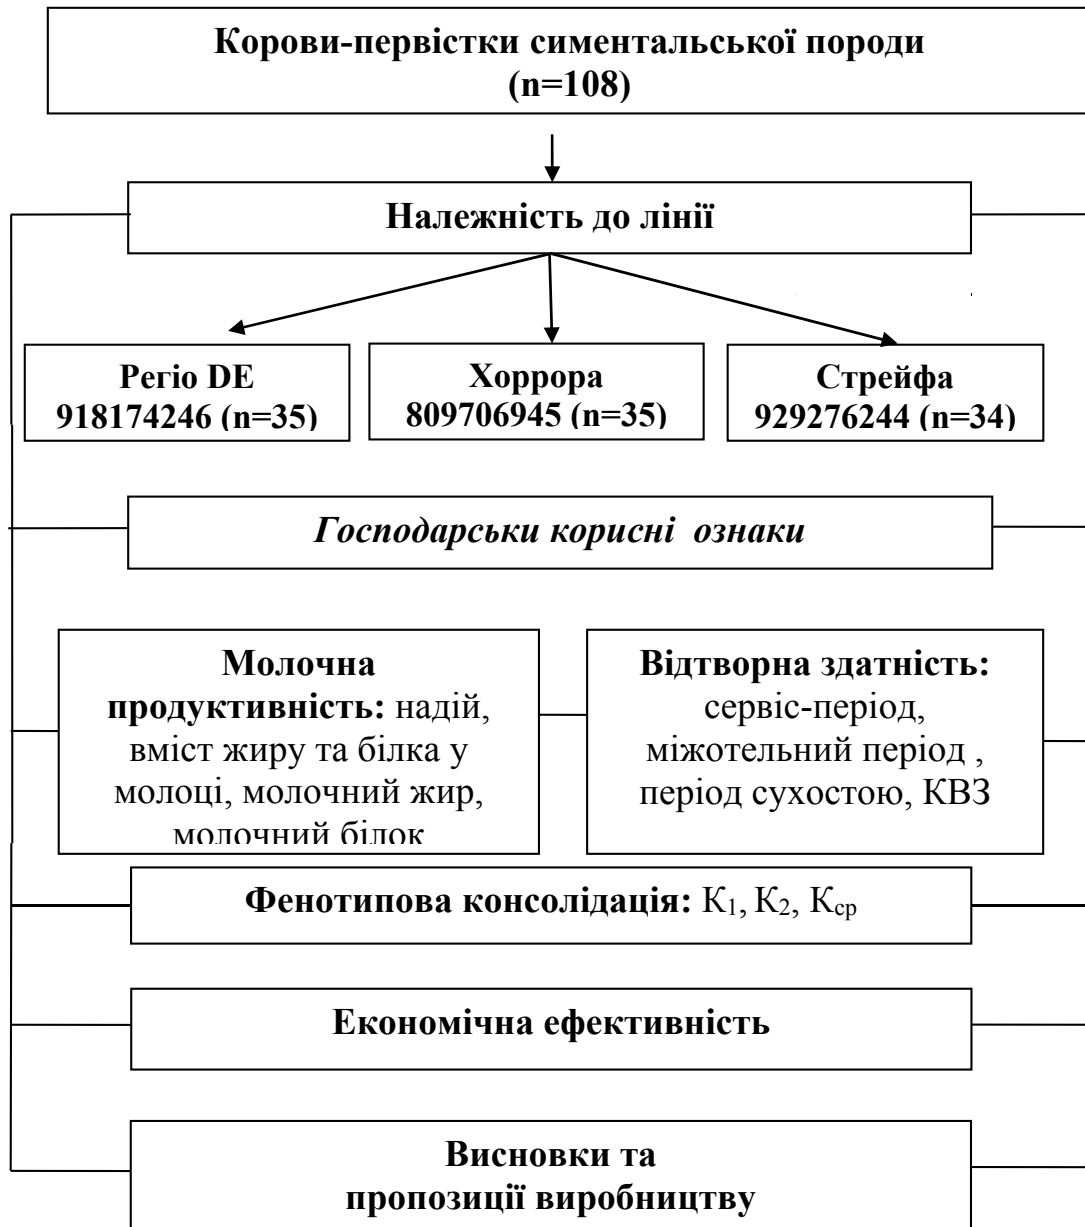 Корови-первістки симентальської породи
(n=108)
Належність до лінії
Регіо DE
918174246 (n=35)
Хоррора
809706945 (n=35)
Стрейфа
929276244 (n=34)
Господарськи корисні ознаки
Молочна
продуктивність: надій,
вміст жиру та білка у
молоці, молочний жир,
молочний білок
Відтворна здатність:
сервіс-період,
міжотельний період ,
період сухостою, КВЗ
Фенотипова консолідація: К₁, К₂, Кср
Економічна ефективність
Висновки та
пропозиції виробництву